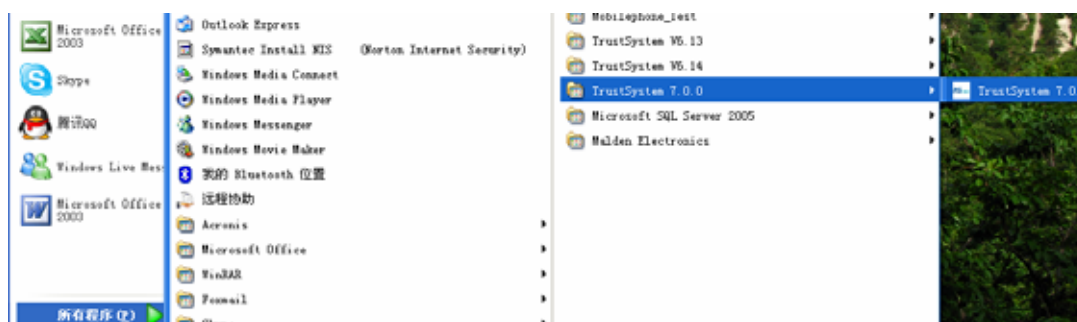 Microsoft Office
2003
Skype
腾讯QQ
Windows Live Mes
Microsoft Office
2003
所有程序(P)
Outlook Express
Symantec Install NIS (Norton Internet Security)
Windows Media Connect
Windows Media Player
Windows Messenger
Windows Movie Maker
我的 Bluetooth 位置
远程协助
Acronis
Microsoft Office
WinRAR
Foxmail
Mobilephone_Test
TrustSystem V6.13
TrustSystem V6.14
TrustSystem 7.0.0
Microsoft SQL Server 2005
Malden Electronics
TrustSystem 7.0